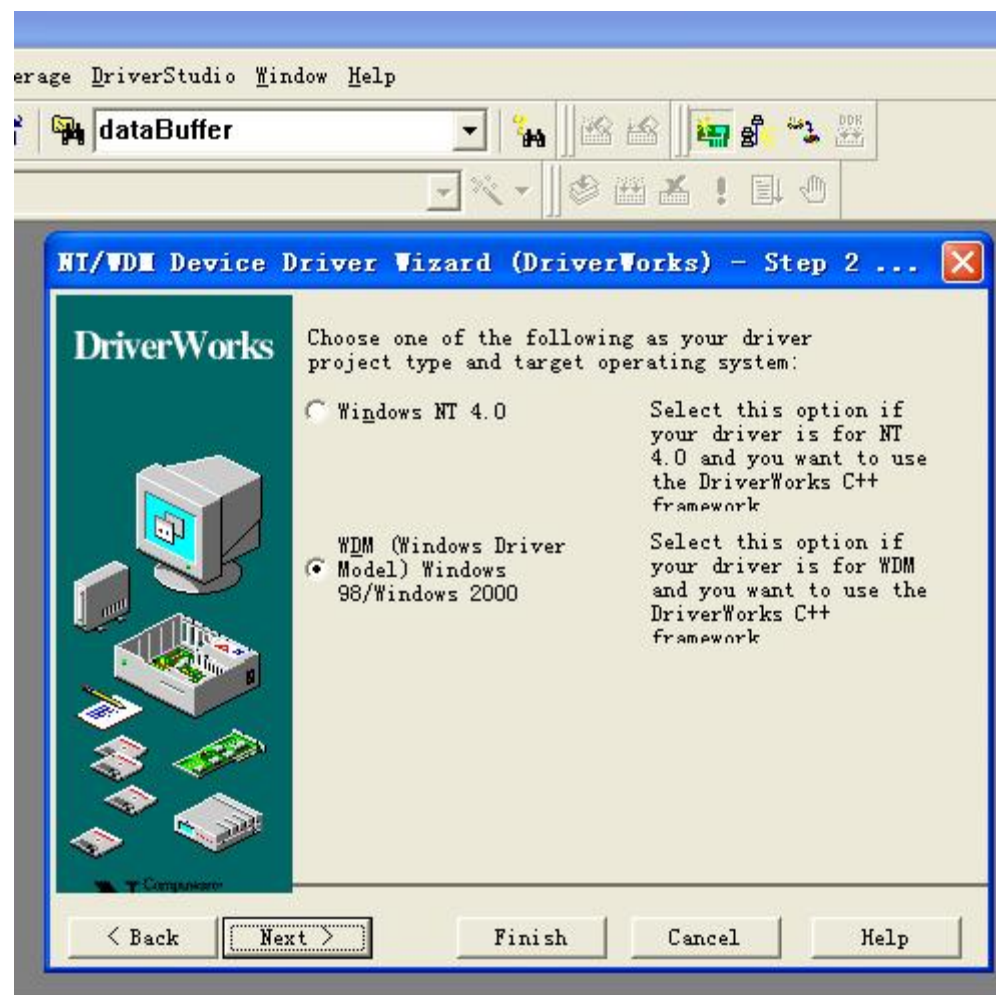 erage DriverStudio Window Help
dataBuffer
DDK
NT/WDM Device Driver Wizard (DriverWorks) - Step 2 ...
DriverWorks
Choose one of the following as your driver
project type and target operating system:
Windows NT 4.0
Select this option if
your driver is for NT
4.0 and you want to use
the DriverWorks C++
framework
WDM (Windows Driver
Model) Windows
98/Windows 2000
Select this option if
your driver is for WDM
and you want to use the
DriverWorks C++
framework
Compuware
< Back
Next >
Finish
Cancel
Help